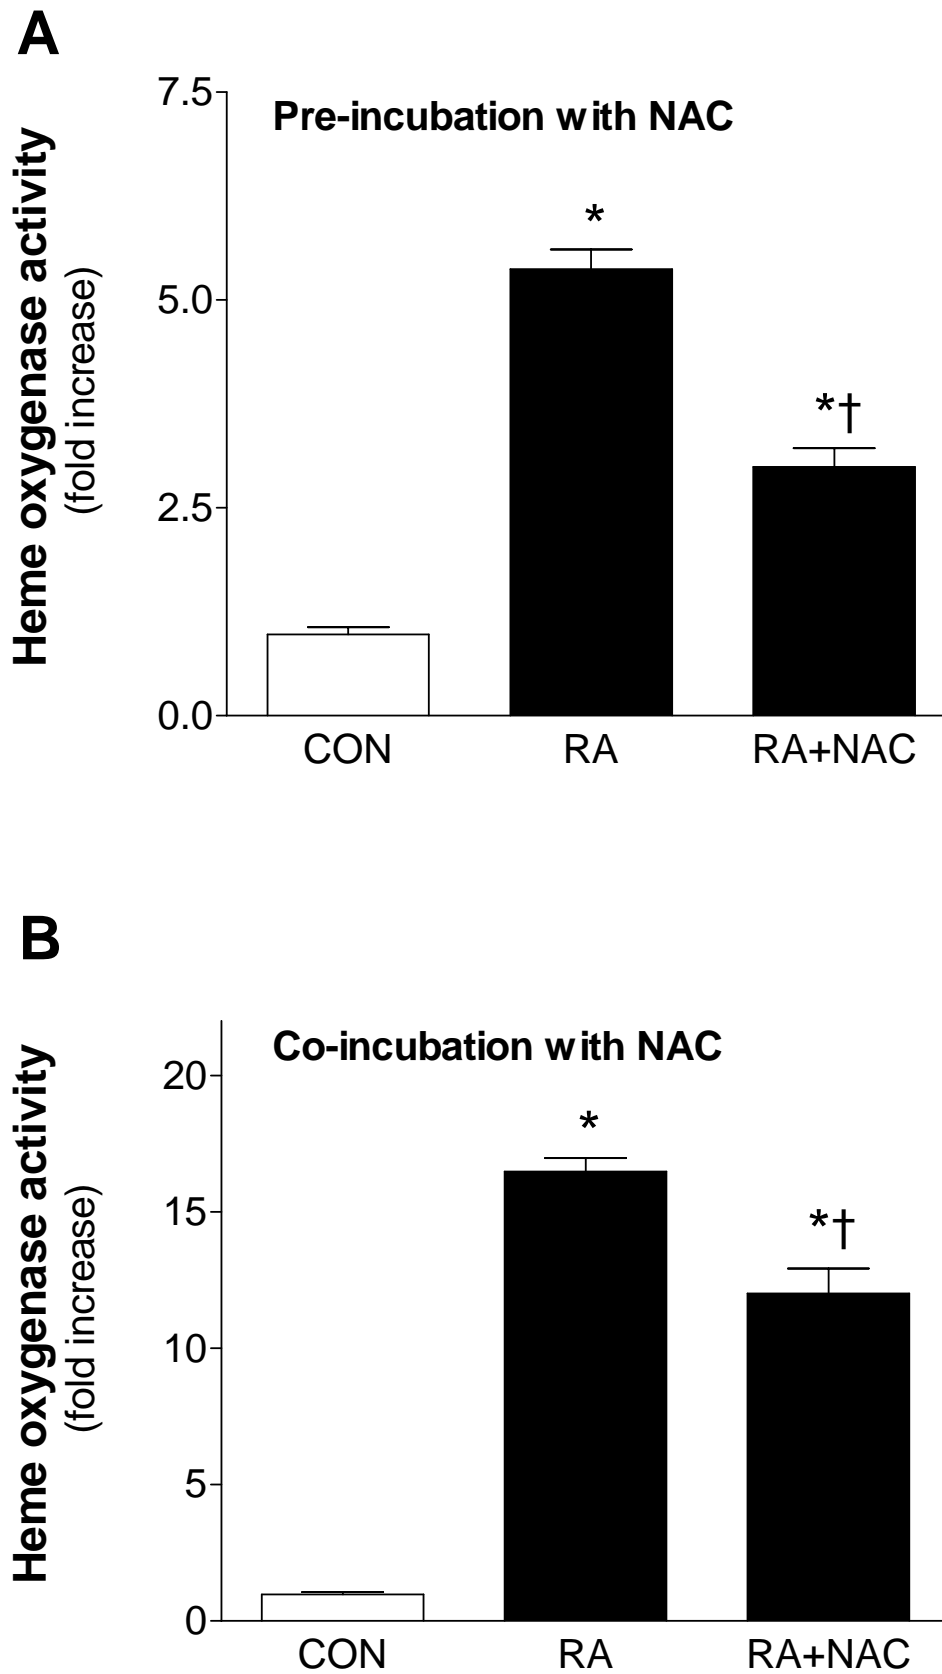 A
Heme oxygenase activity
(fold increase)
Pre-incubation with NAC
7.5
5.0
2.5
0.0
*
*†
CON RA RA+NAC
B
Heme oxygenase activity
(fold increase)
Co-incubation with NAC
20
15
10
5
0
*
*†
CON RA RA+NAC